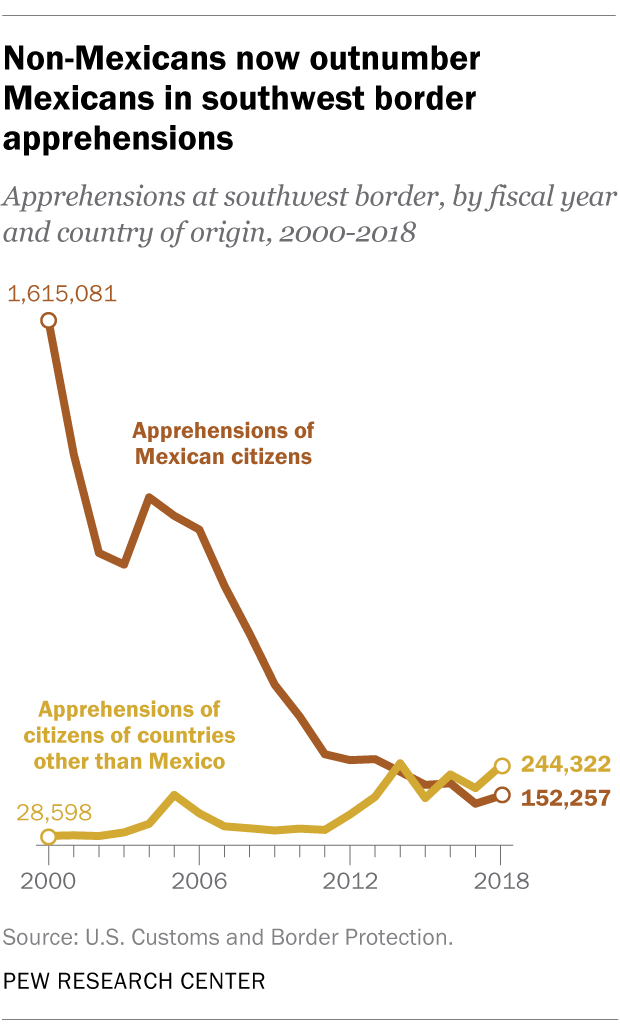 Non-Mexicans now outnumber
Mexicans in southwest border
apprehensions
Apprehensions at southwest border, by fiscal year
and country of origin, 2000-2018
1,615,081
Apprehensions of
Mexican citizens
Apprehensions of
citizens of countries
other than Mexico
244,322
152,257
28,598
2000 2006 2012 2018
Source: U.S. Customs and Border Protection.
PEW RESEARCH CENTER